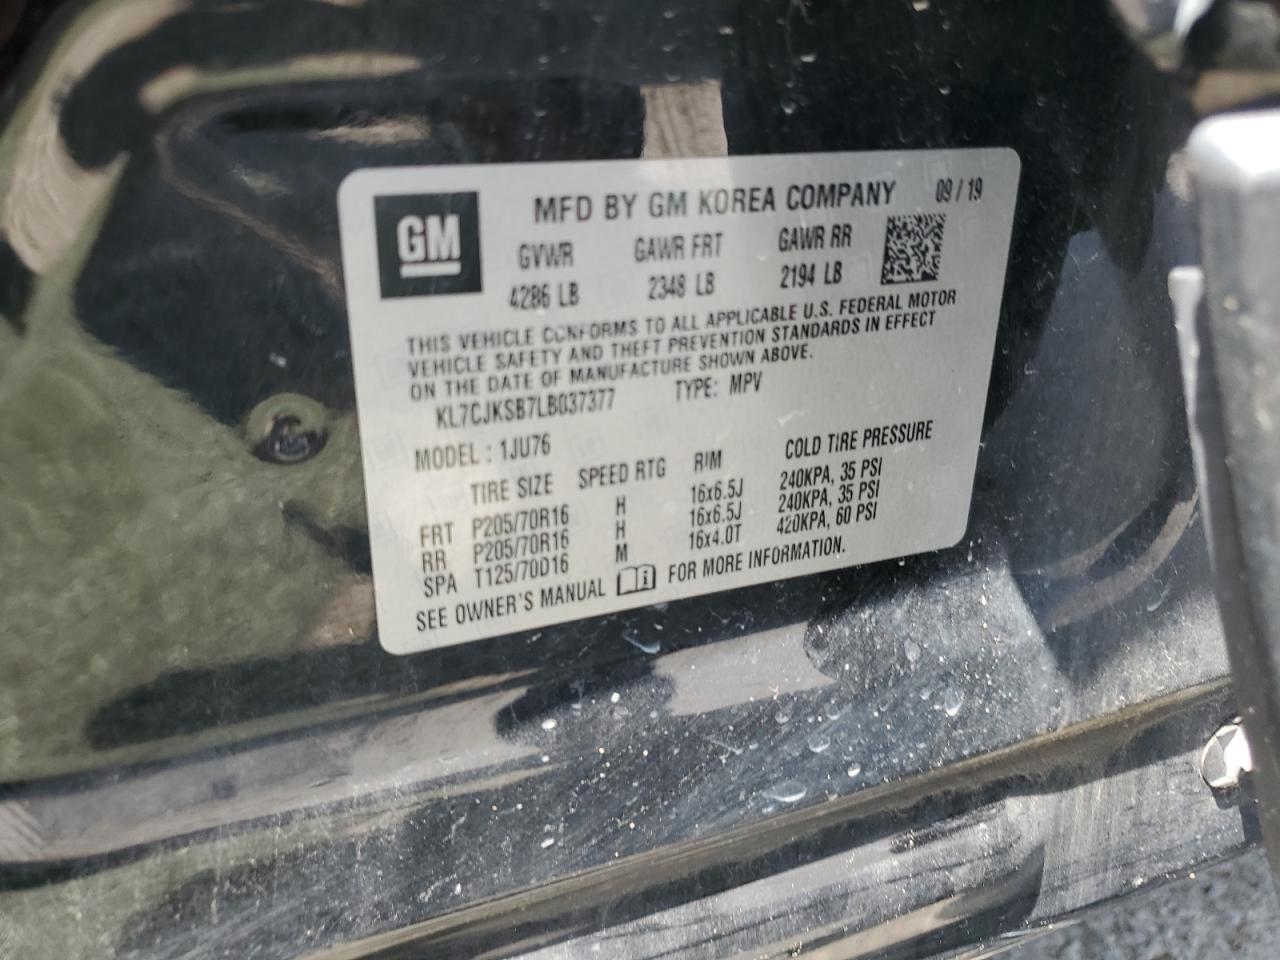 GM
MFD BY GM KOREA COMPANY 09/19
GVWR GAWR FRT GAWR RR
4286 LB 2348 LB 2194 LB
THIS VEHICLE CONFORMS TO ALL APPLICABLE U.S. FEDERAL MOTOR
VEHICLE SAFETY AND THEFT PREVENTION STANDARDS IN EFFECT
ON THE DATE OF MANUFACTURE SHOWN ABOVE.
KL7CJKSB7LB037377 TYPE: MPV
MODEL: 1JU76
TIRE SIZE SPEED RTG RIM COLD TIRE PRESSURE
FRT P205/70R16 H 16x6.5J 240KPA, 35 PSI
RR P205/70R16 H 16x6.5J 240KPA, 35 PSI
SPA T125/70D16 M 16x4.0T 420KPA, 60 PSI
SEE OWNER'S MANUAL FOR MORE INFORMATION.